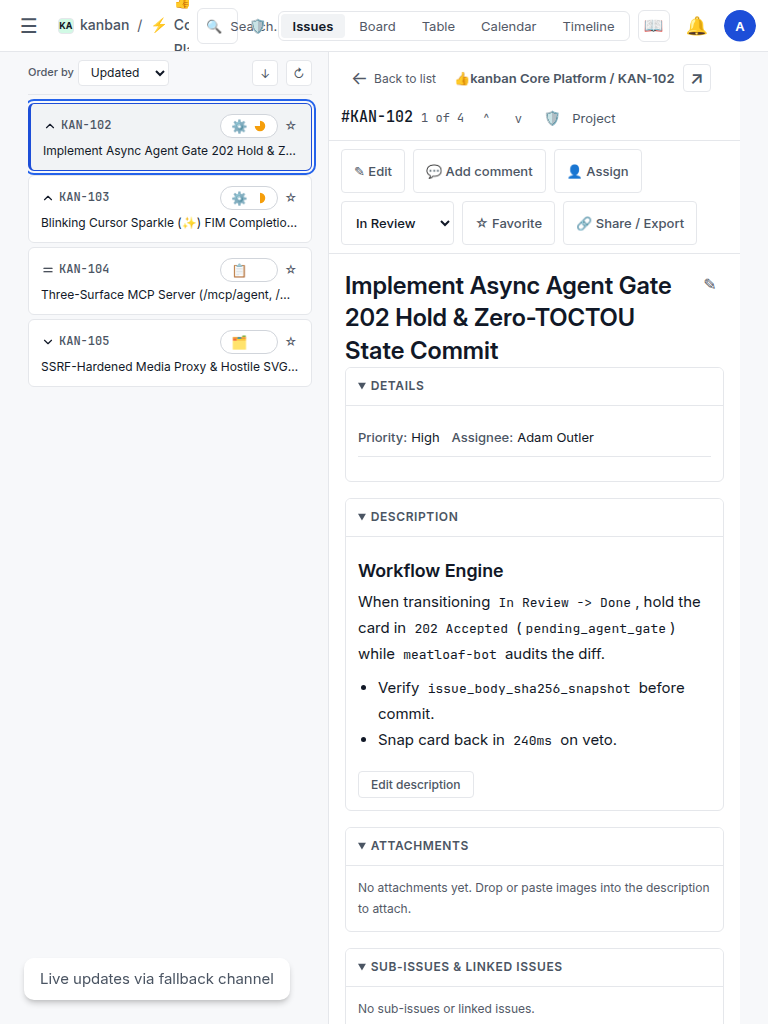 KA kanban / Co
Search.
Issues Board Table Calendar Timeline
A
Order by Updated
KAN-102
Implement Async Agent Gate 202 Hold & Z...
KAN-103
Blinking Cursor Sparkle (✨) FIM Completio...
KAN-104
Three-Surface MCP Server (/mcp/agent, /...
KAN-105
SSRF-Hardened Media Proxy & Hostile SVG...
Live updates via fallback channel
← Back to list 👍kanban Core Platform / KAN-102
#KAN-102 1 of 4 ^ v Project
✎ Edit 💬 Add comment 👤 Assign
In Review ☆ Favorite 🔗 Share / Export
Implement Async Agent Gate
202 Hold & Zero-TOCTOU
State Commit
▼ DETAILS
Priority: High Assignee: Adam Outler
▼ DESCRIPTION
Workflow Engine
When transitioning In Review -> Done, hold the
card in 202 Accepted (pending_agent_gate)
while meatloaf-bot audits the diff.
• Verify issue_body_sha256_snapshot before
commit.
• Snap card back in 240ms on veto.
Edit description
▼ ATTACHMENTS
No attachments yet. Drop or paste images into the description
to attach.
▼ SUB-ISSUES & LINKED ISSUES
No sub-issues or linked issues.